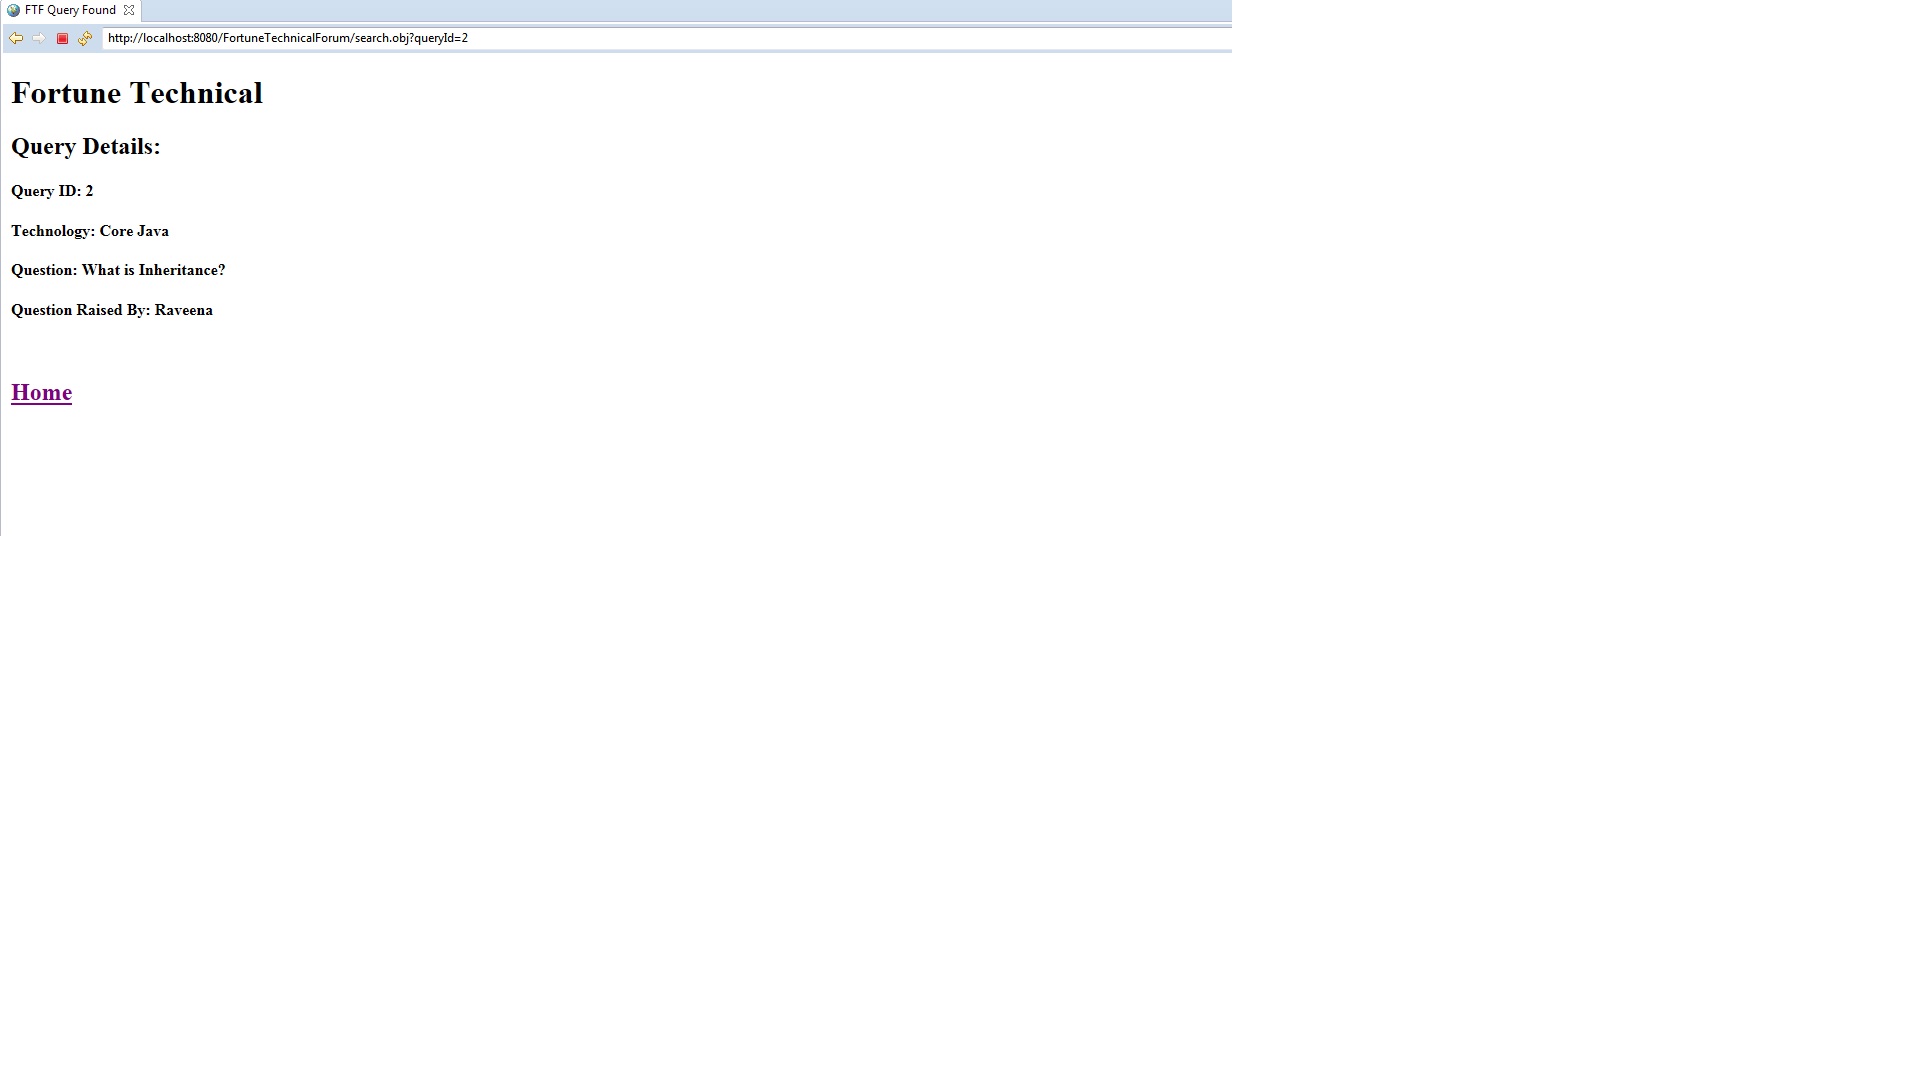 FTF Query Found
http://localhost:8080/FortuneTechnicalForum/search.obj?queryId=2
Fortune Technical
Query Details:
Query ID: 2
Technology: Core Java
Question: What is Inheritance?
Question Raised By: Raveena
Home